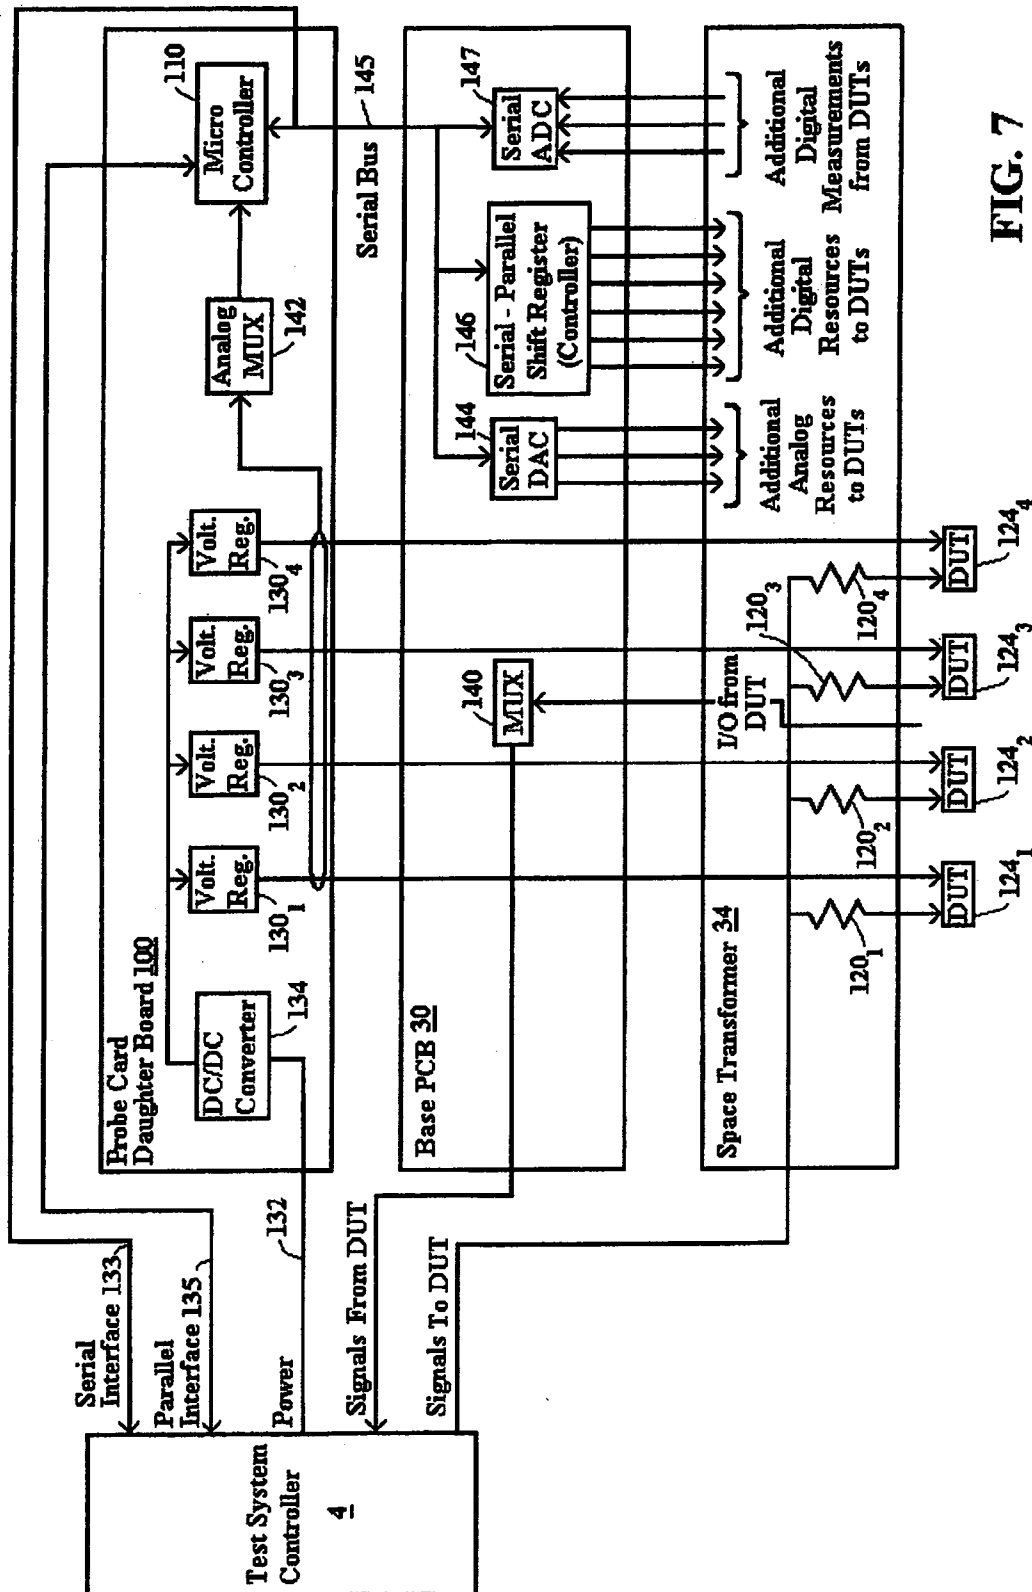 Test System
Controller
4
Serial
Interface 133
Parallel
Interface 135
Power
132
Signals From DUT
Signals To DUT
Probe Card
Daughter Board 100
DC/DC
Converter
134
Volt.
Reg.
130₁
Volt.
Reg.
130₂
Volt.
Reg.
130₃
Volt.
Reg.
130₄
Analog
MUX
142
Micro
Controller
110
Serial Bus
145
Base PCB 30
MUX
140
144
Serial
DAC
146
Serial - Parallel
Shift Register
(Controller)
Serial
ADC
147
Space Transformer 34
I/O from
DUT
120₁
120₂
120₃
120₄
Additional
Analog
Resources
to DUTs
Additional
Digital
Resources
to DUTs
Additional
Digital
Measurements
from DUTs
DUT
124₁
DUT
124₂
DUT
124₃
DUT
124₄
FIG. 7